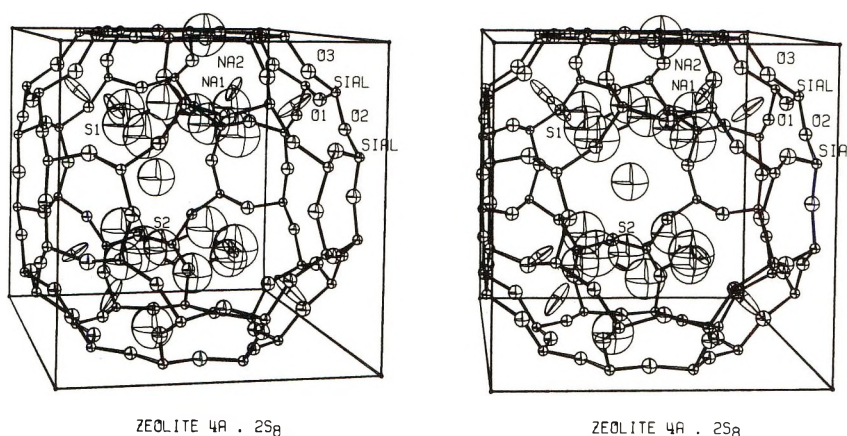 NA2
O3
NA1
SIAL
O1
O2
S1
SIAL
S2
ZEOLITE 4A . 2S8
NA2
O3
NA1
SIAL
O1
O2
S1
SIA
S2
ZEOLITE 4A . 2S8